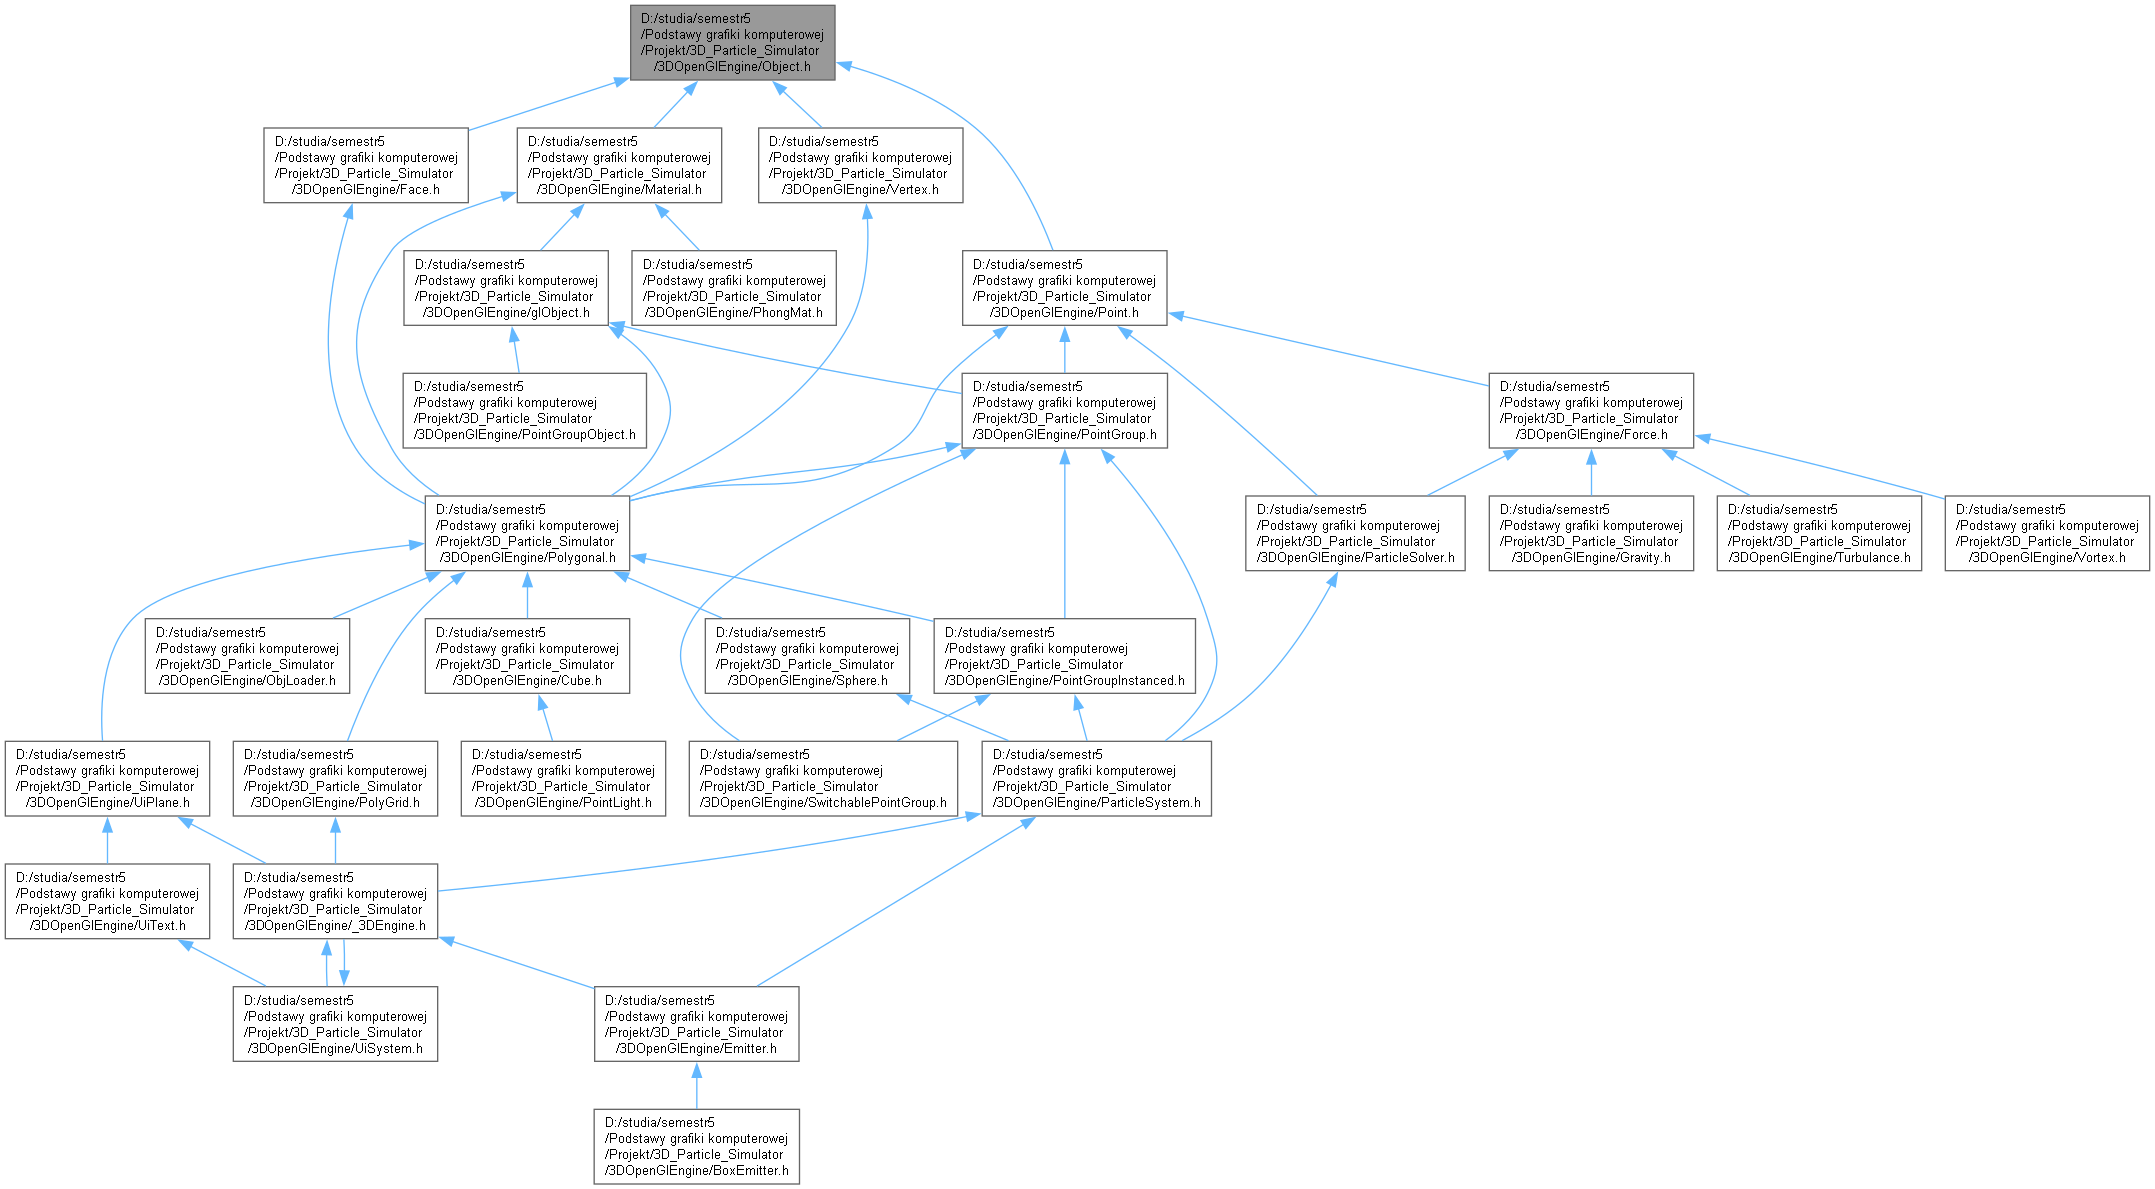 D:/studia/semestr5
/Podstawy grafiki komputerowej
/Projekt/3D_Particle_Simulator
/3DOpenGlEngine/Object.h
D:/studia/semestr5
/Podstawy grafiki komputerowej
/Projekt/3D_Particle_Simulator
/3DOpenGlEngine/Face.h
D:/studia/semestr5
/Podstawy grafiki komputerowej
/Projekt/3D_Particle_Simulator
/3DOpenGlEngine/Material.h
D:/studia/semestr5
/Podstawy grafiki komputerowej
/Projekt/3D_Particle_Simulator
/3DOpenGlEngine/Vertex.h
D:/studia/semestr5
/Podstawy grafiki komputerowej
/Projekt/3D_Particle_Simulator
/3DOpenGlEngine/glObject.h
D:/studia/semestr5
/Podstawy grafiki komputerowej
/Projekt/3D_Particle_Simulator
/3DOpenGlEngine/PhongMat.h
D:/studia/semestr5
/Podstawy grafiki komputerowej
/Projekt/3D_Particle_Simulator
/3DOpenGlEngine/Point.h
D:/studia/semestr5
/Podstawy grafiki komputerowej
/Projekt/3D_Particle_Simulator
/3DOpenGlEngine/PointGroupObject.h
D:/studia/semestr5
/Podstawy grafiki komputerowej
/Projekt/3D_Particle_Simulator
/3DOpenGlEngine/PointGroup.h
D:/studia/semestr5
/Podstawy grafiki komputerowej
/Projekt/3D_Particle_Simulator
/3DOpenGlEngine/Force.h
D:/studia/semestr5
/Podstawy grafiki komputerowej
/Projekt/3D_Particle_Simulator
/3DOpenGlEngine/Polygonal.h
D:/studia/semestr5
/Podstawy grafiki komputerowej
/Projekt/3D_Particle_Simulator
/3DOpenGlEngine/ParticleSolver.h
D:/studia/semestr5
/Podstawy grafiki komputerowej
/Projekt/3D_Particle_Simulator
/3DOpenGlEngine/Gravity.h
D:/studia/semestr5
/Podstawy grafiki komputerowej
/Projekt/3D_Particle_Simulator
/3DOpenGlEngine/Turbulance.h
D:/studia/semestr5
/Podstawy grafiki komputerowej
/Projekt/3D_Particle_Simulator
/3DOpenGlEngine/Vortex.h
D:/studia/semestr5
/Podstawy grafiki komputerowej
/Projekt/3D_Particle_Simulator
/3DOpenGlEngine/ObjLoader.h
D:/studia/semestr5
/Podstawy grafiki komputerowej
/Projekt/3D_Particle_Simulator
/3DOpenGlEngine/Cube.h
D:/studia/semestr5
/Podstawy grafiki komputerowej
/Projekt/3D_Particle_Simulator
/3DOpenGlEngine/Sphere.h
D:/studia/semestr5
/Podstawy grafiki komputerowej
/Projekt/3D_Particle_Simulator
/3DOpenGlEngine/PointGroupInstanced.h
D:/studia/semestr5
/Podstawy grafiki komputerowej
/Projekt/3D_Particle_Simulator
/3DOpenGlEngine/UiPlane.h
D:/studia/semestr5
/Podstawy grafiki komputerowej
/Projekt/3D_Particle_Simulator
/3DOpenGlEngine/PolyGrid.h
D:/studia/semestr5
/Podstawy grafiki komputerowej
/Projekt/3D_Particle_Simulator
/3DOpenGlEngine/PointLight.h
D:/studia/semestr5
/Podstawy grafiki komputerowej
/Projekt/3D_Particle_Simulator
/3DOpenGlEngine/SwitchablePointGroup.h
D:/studia/semestr5
/Podstawy grafiki komputerowej
/Projekt/3D_Particle_Simulator
/3DOpenGlEngine/ParticleSystem.h
D:/studia/semestr5
/Podstawy grafiki komputerowej
/Projekt/3D_Particle_Simulator
/3DOpenGlEngine/UiText.h
D:/studia/semestr5
/Podstawy grafiki komputerowej
/Projekt/3D_Particle_Simulator
/3DOpenGlEngine/_3DEngine.h
D:/studia/semestr5
/Podstawy grafiki komputerowej
/Projekt/3D_Particle_Simulator
/3DOpenGlEngine/UiSystem.h
D:/studia/semestr5
/Podstawy grafiki komputerowej
/Projekt/3D_Particle_Simulator
/3DOpenGlEngine/Emitter.h
D:/studia/semestr5
/Podstawy grafiki komputerowej
/Projekt/3D_Particle_Simulator
/3DOpenGlEngine/BoxEmitter.h